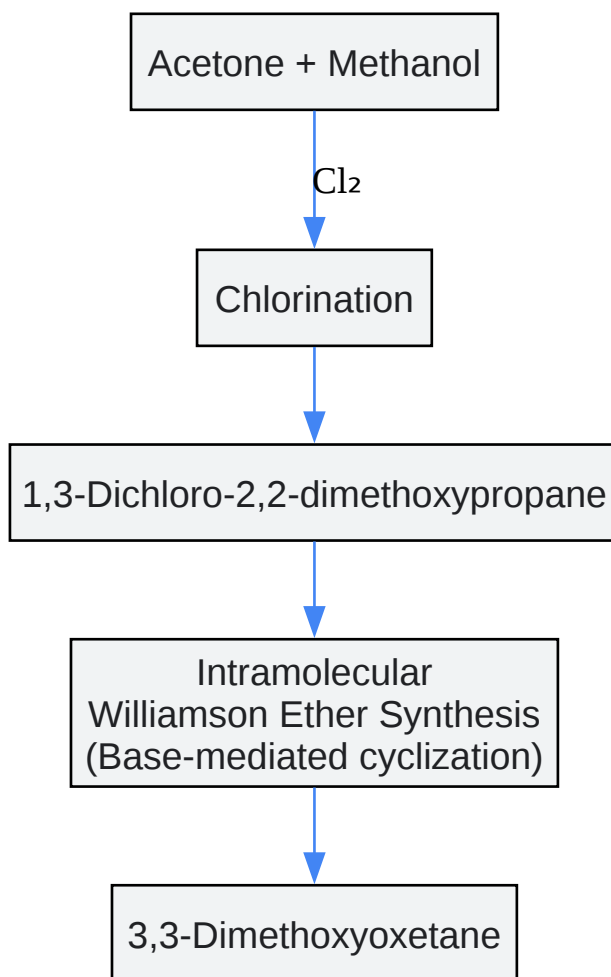 Acetone + Methanol
Cl₂
Chlorination
1,3-Dichloro-2,2-dimethoxypropane
Intramolecular
Williamson Ether Synthesis
(Base-mediated cyclization)
3,3-Dimethoxyoxetane